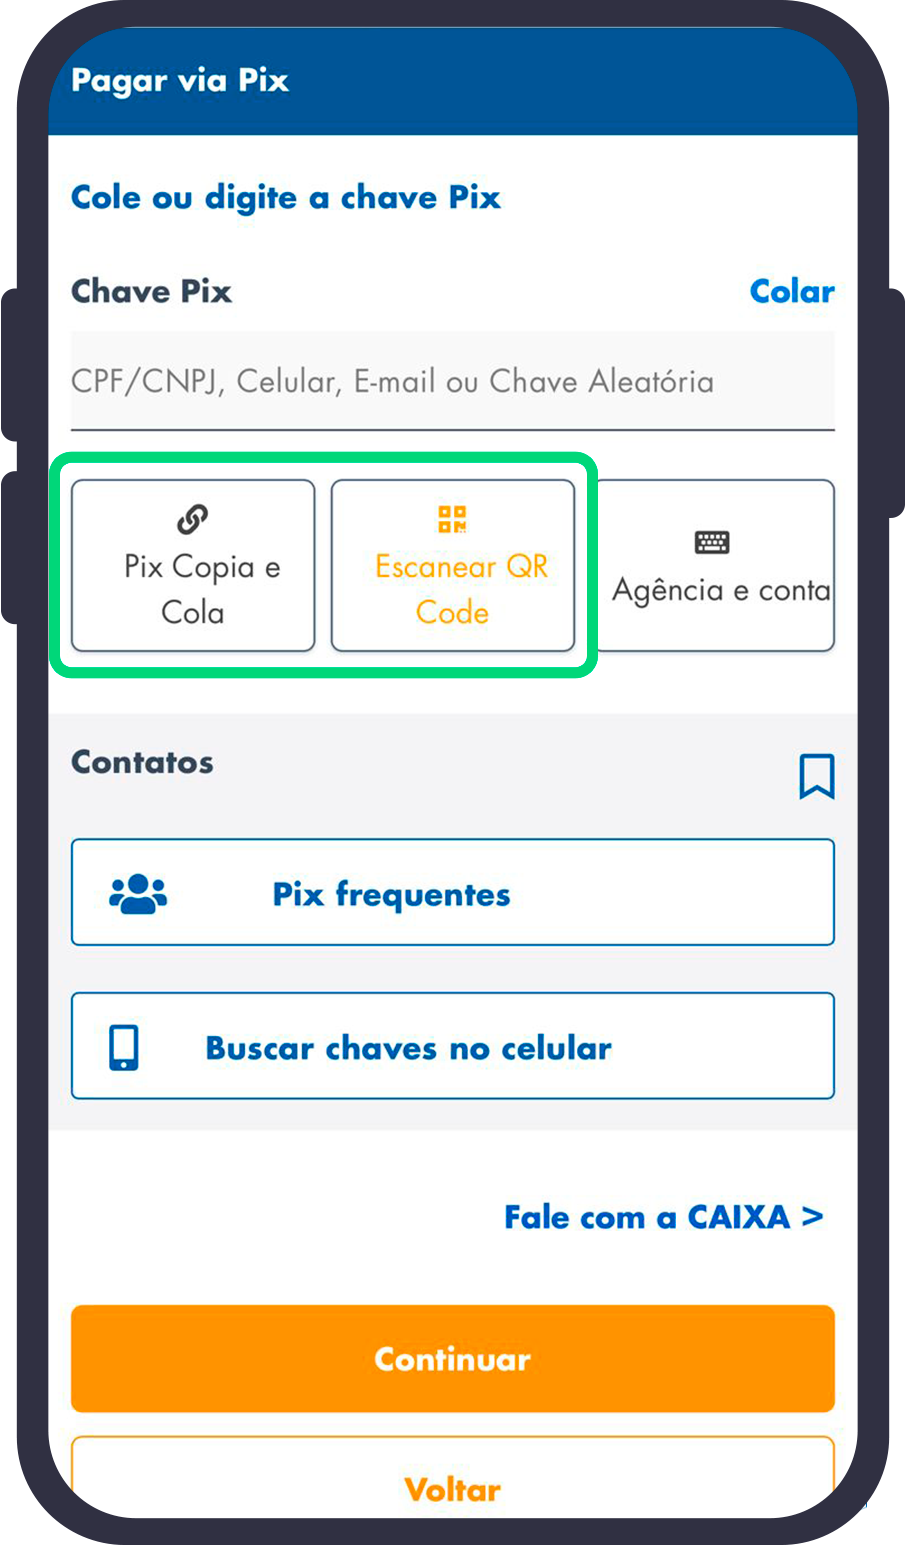 Pagar via Pix
Cole ou digite a chave Pix
Chave Pix
Colar
CPF/CNPJ, Celular, E-mail ou Chave Aleatória
Pix Copia e
Cola
Escanear QR
Code
Agência e conta
Contatos
Pix frequentes
Buscar chaves no celular
Fale com a CAIXA >
Continuar
Voltar